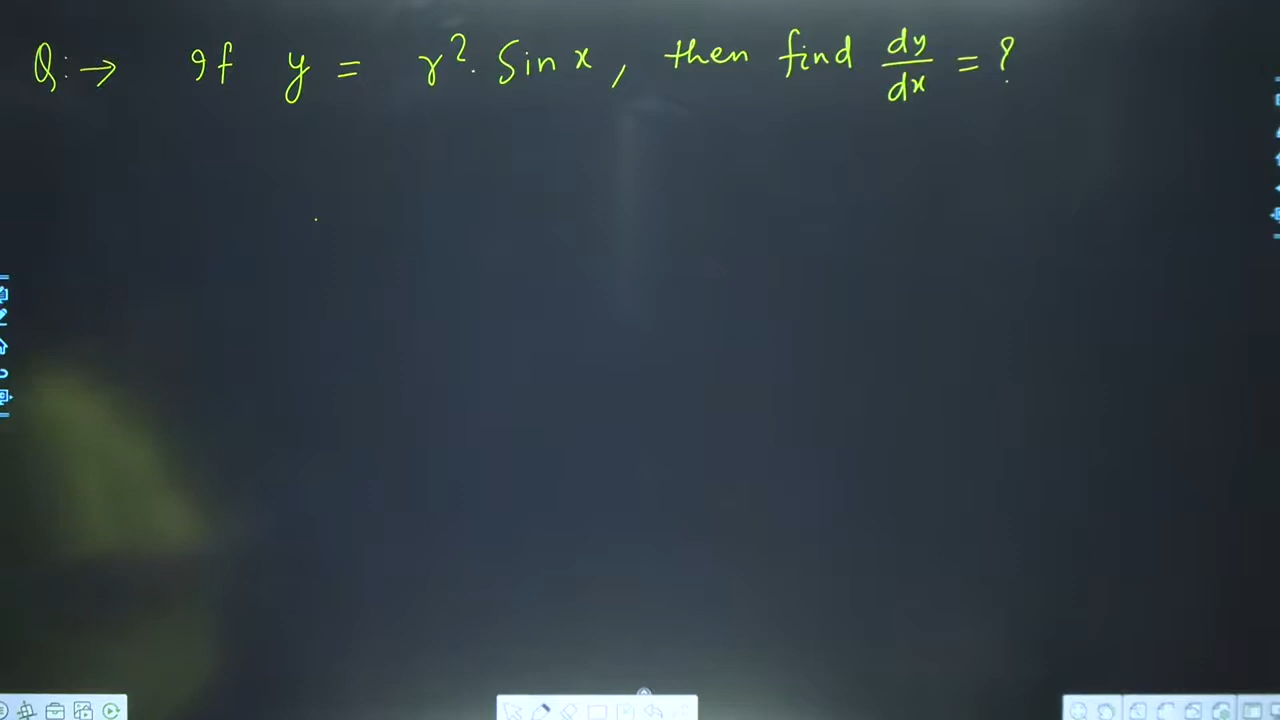 Q:→ If y = r². Sin x, then find dy/dx = ?